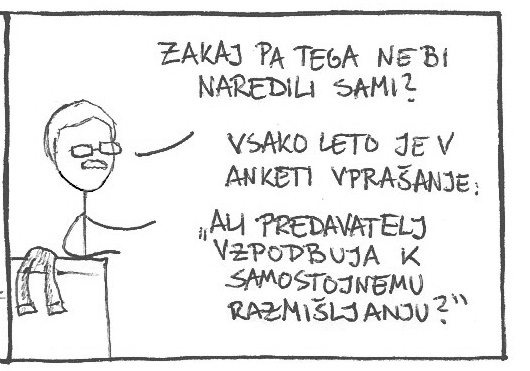 ZAKAJ PA TEGA NE BI
NAREDILI SAMI?
VSAKO LETO JE V
ANKETI VPRAŠANJE:
„ALI PREDAVATELJ
VZPODBUJA K
SAMOSTOJNEMU
RAZMIŠLJANJU?"